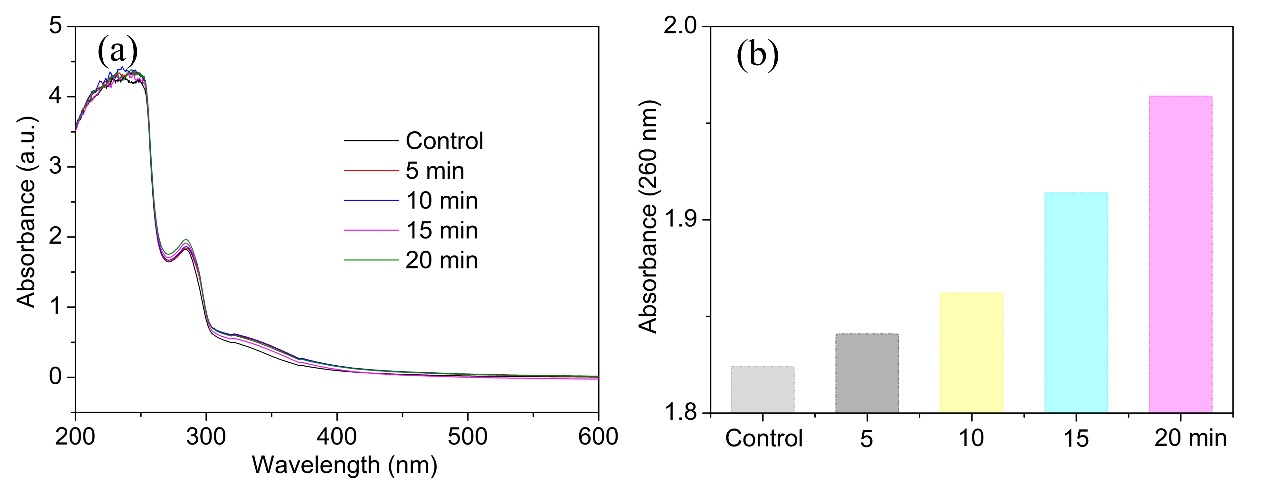 (a)
Absorbance (a.u.)
5
4
3
2
1
0
Control
5 min
10 min
15 min
20 min
200
300
400
500
600
Wavelength (nm)
(b)
Absorbance (260 nm)
2.0
1.9
1.8
Control
5
10
15
20 min